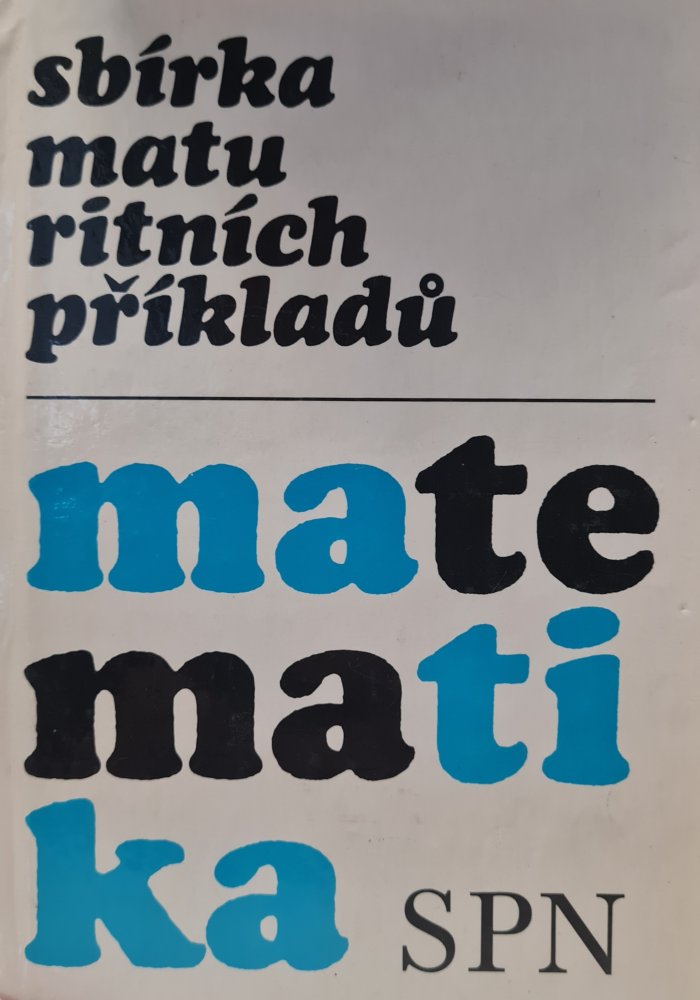 sbírka
matu
ritních
příkladů
mate
mati
ka SPN